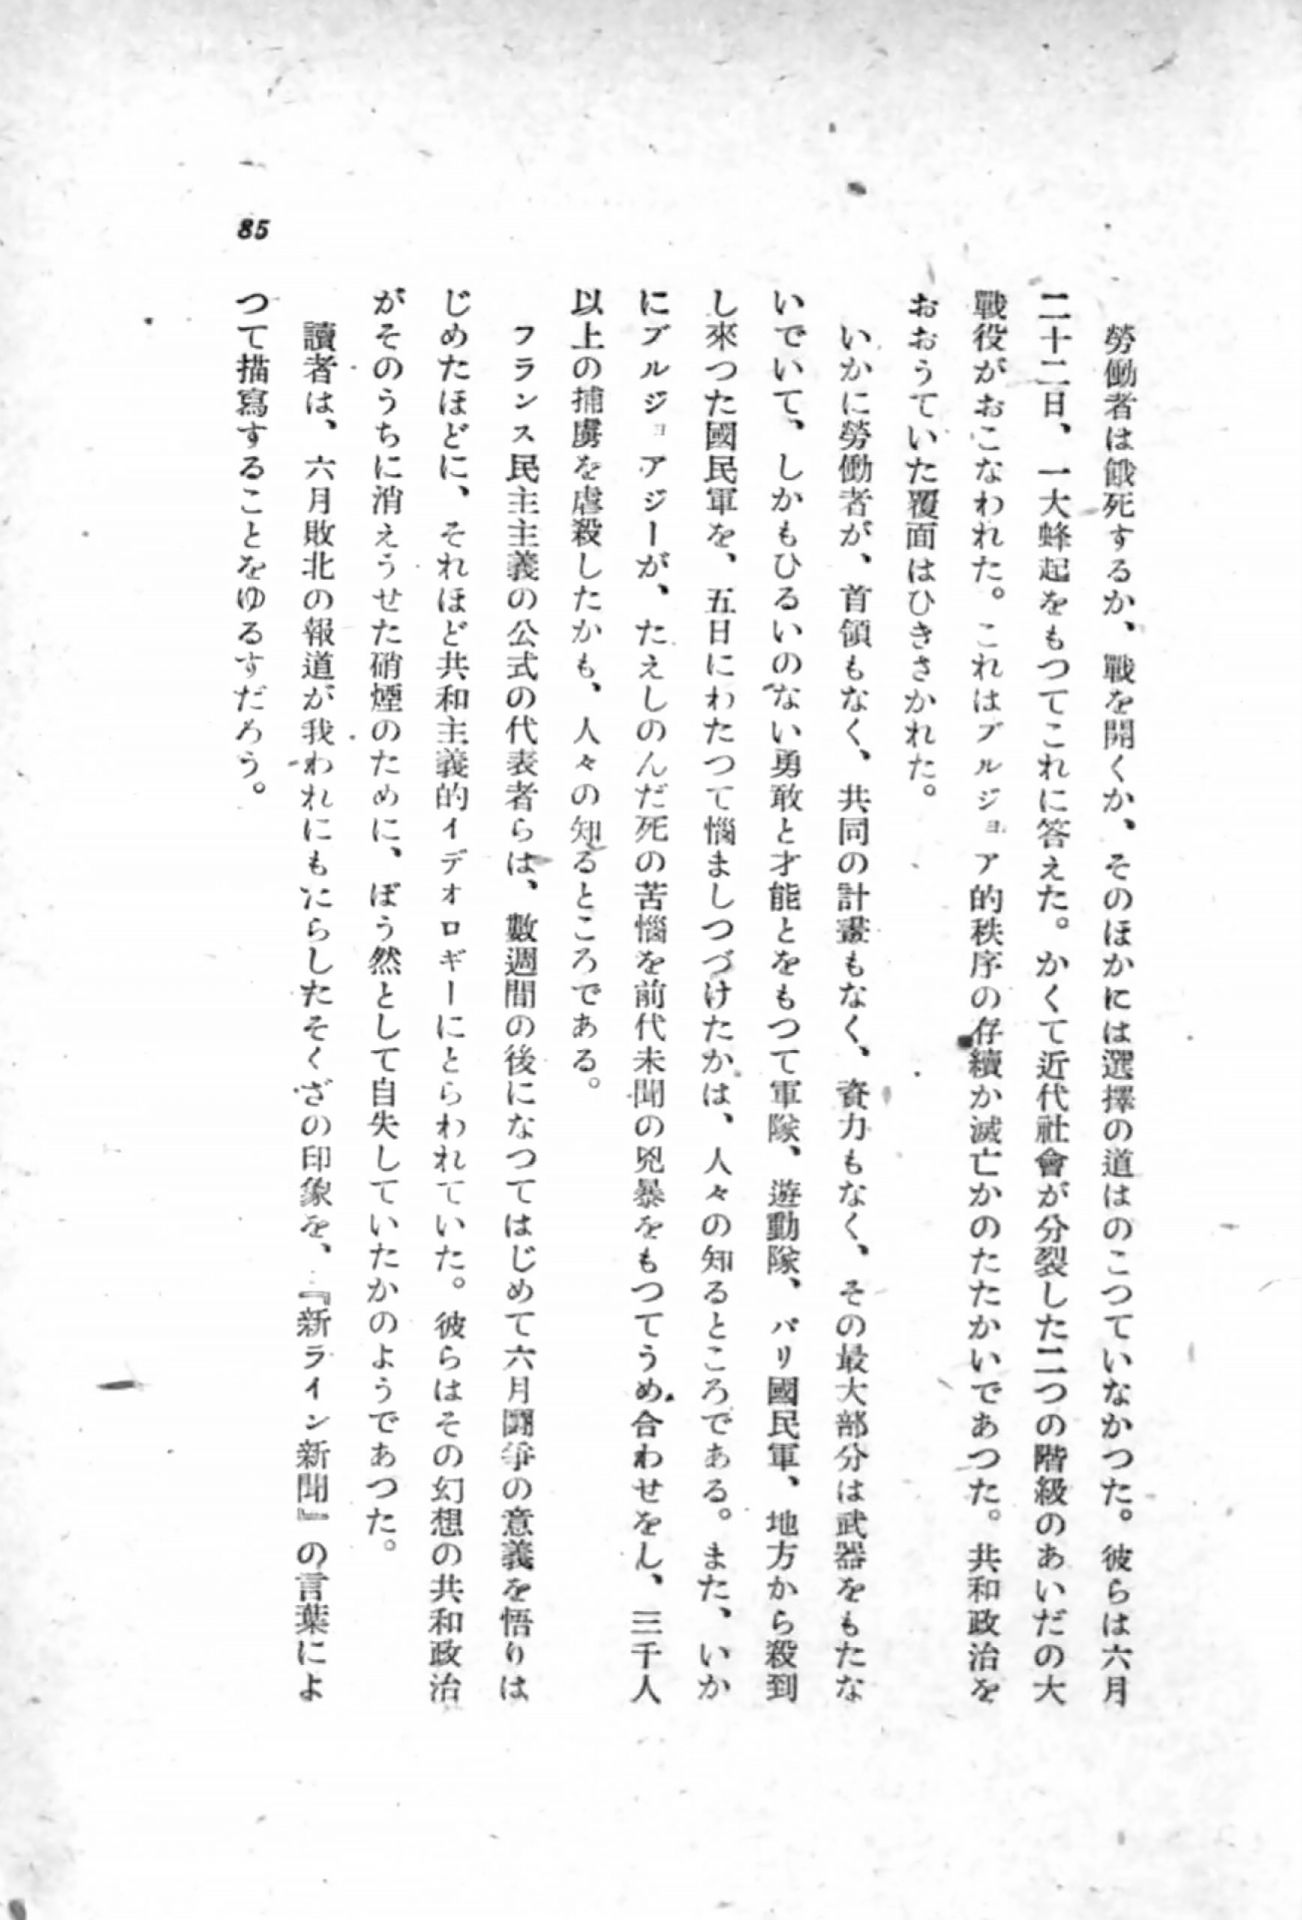 勞働者は餓死するか、戰を開くか、そのほかには選擇の道はのこつていなかつた。彼らは六月
二十二日、一大蜂起をもつてこれに答えた。かくて近代社會が分裂した二つの階級のあいだの大
戰役がおこなわれた。これはブルジョア的秩序の存續か滅亡かのたたかいであつた。共和政治を
おおうていた覆面はひきさかれた。
いかに勞働者が、首領もなく、共同の計畫もなく、資力もなく、その最大部分は武器をもたな
いでいて、しかもひるいのない勇敢と才能とをもつて軍隊、遊動隊、パリ國民軍、地方から殺到
し來つた國民軍を、五日にわたつて惱ましつづけたかは、人々の知るところである。また、いか
にブルジョアジーが、たえしのんだ死の苦惱を前代未聞の兇暴をもつてうめ合わせをし、三千人
以上の捕虜を虐殺したかも、人々の知るところである。
フランス民主主義の公式の代表者らは、數週間の後になつてはじめて六月鬪爭の意義を悟りは
じめたほどに、それほど共和主義的イデオロギーにとらわれていた。彼らはその幻想の共和政治
がそのうちに消えうせた硝煙のために、ぼう然として自失していたかのようであつた。
讀者は、六月敗北の報道が我われにもたらしたそくざの印象を、『新ライン新聞』の言葉によ
つて描寫することをゆるすだろう。
85